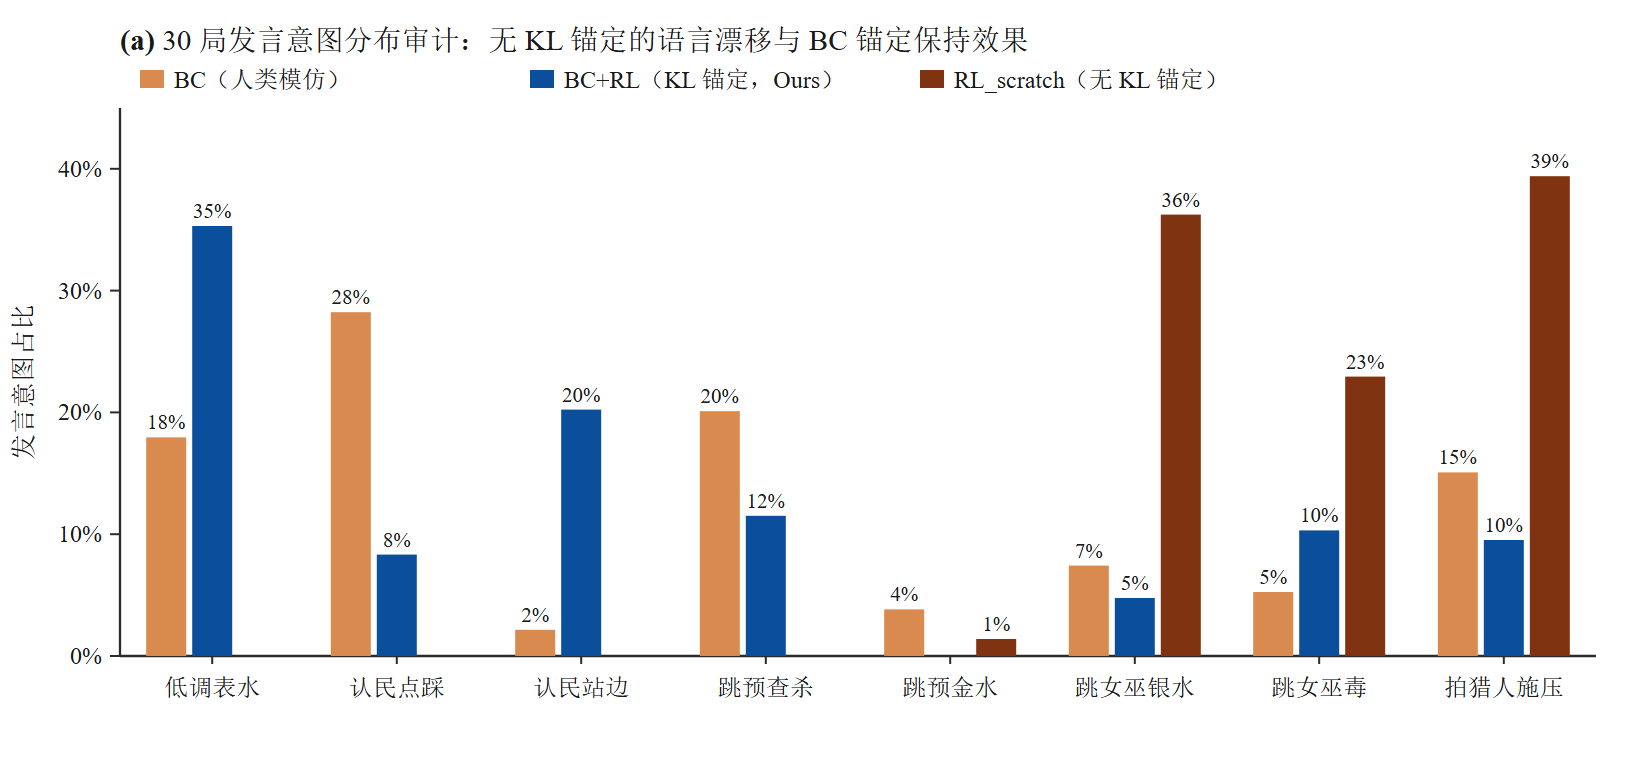 (a) 30 局发言意图分布审计：无 KL 锚定的语言漂移与 BC 锚定保持效果
BC（人类模仿） BC+RL（KL 锚定，Ours） RL_scratch（无 KL 锚定）
发言意图占比
40%
30%
20%
10%
0%
18% 35%
28% 8%
2% 20%
20% 12%
4% 1%
7% 5% 36%
5% 10% 23%
15% 10% 39%
低调表水 认民点踩 认民站边 跳预查杀 跳预金水 跳女巫银水 跳女巫毒 拍猎人施压